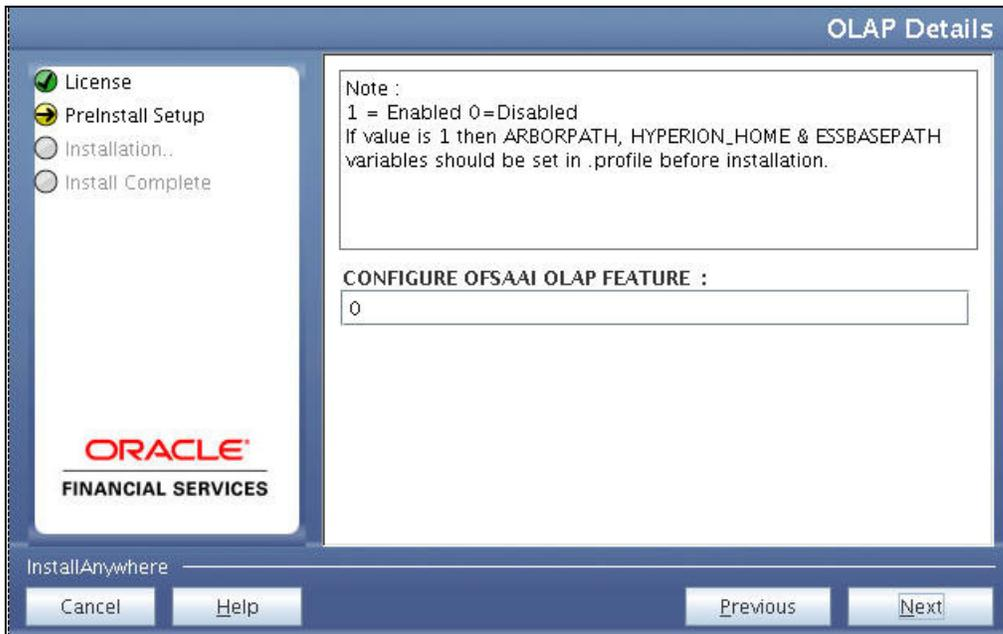 OLAP Details
License
PreInstall Setup
Installation..
Install Complete
Note :
1 = Enabled 0=Disabled
If value is 1 then ARBORPATH, HYPERION_HOME & ESSBASEPATH
variables should be set in .profile before installation.
CONFIGURE OFSAAI OLAP FEATURE :
0
ORACLE
FINANCIAL SERVICES
InstallAnywhere
Cancel
Help
Previous
Next